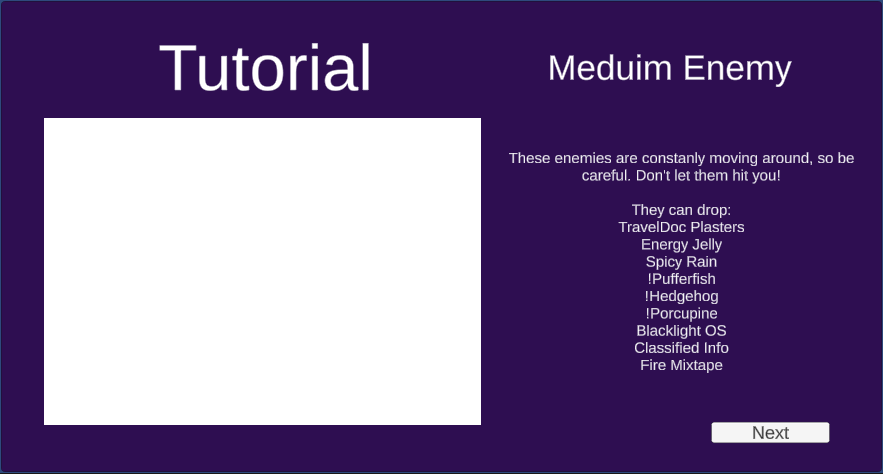 Tutorial
Meduim Enemy
These enemies are constanly moving around, so be
careful. Don't let them hit you!
They can drop:
TravelDoc Plasters
Energy Jelly
Spicy Rain
!Pufferfish
!Hedgehog
!Porcupine
Blacklight OS
Classified Info
Fire Mixtape
Next